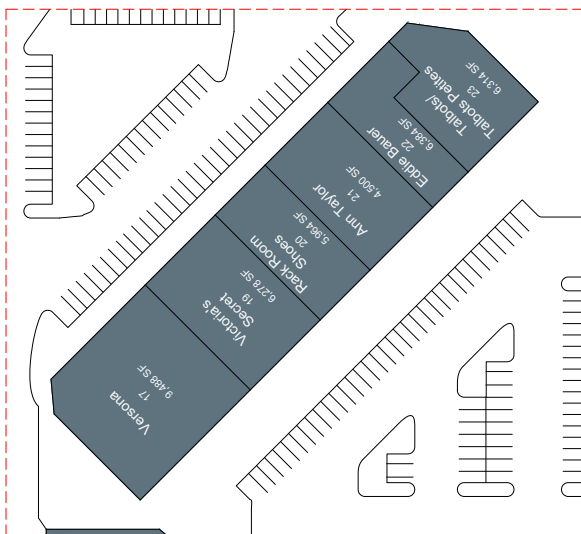 Versona
17
9,488 SF
Victoria's
Secret
19
6,278 SF
Rack Room
Shoes
20
5,964 SF
Ann Taylor
21
4,500 SF
Eddie Bauer
22
6,384 SF
Talbots/
Talbots Petites
23
6,314 SF